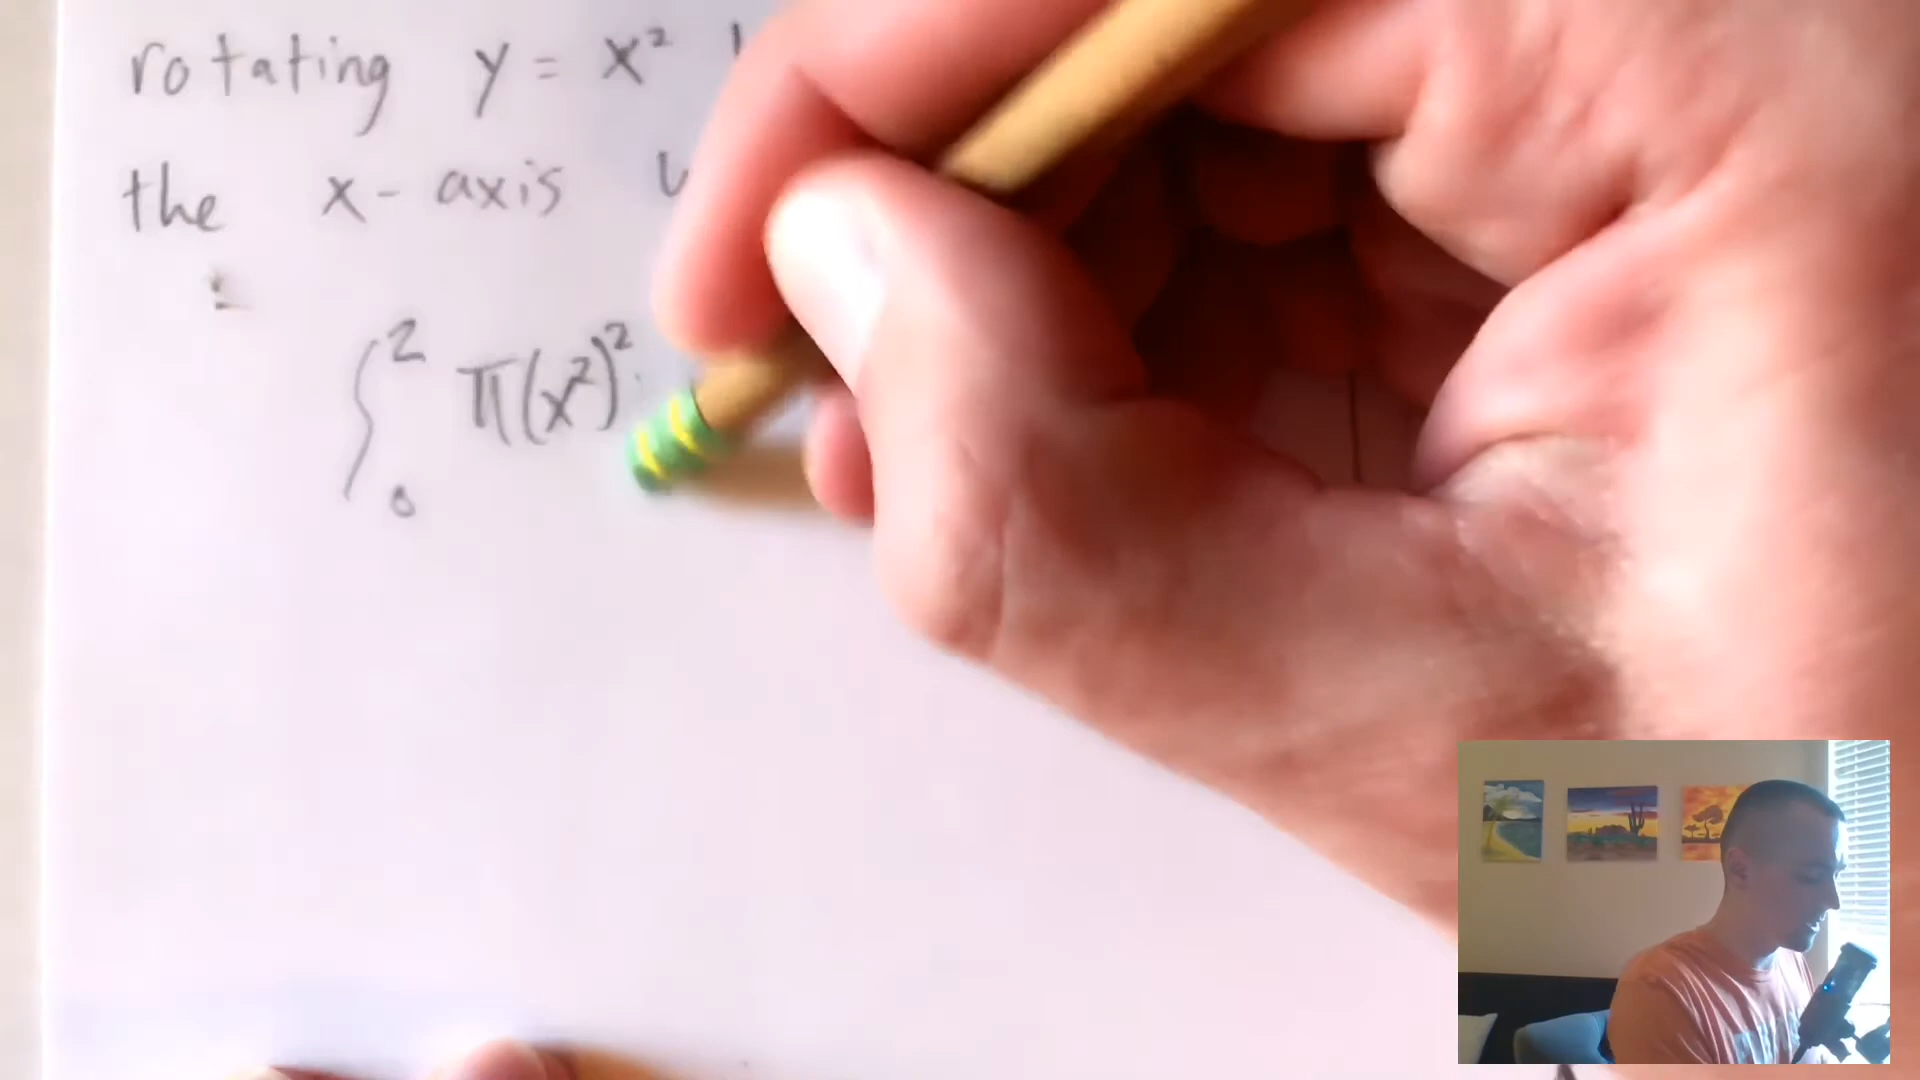 rotating y = x²
the x-axis
∫₀² π(x²)²